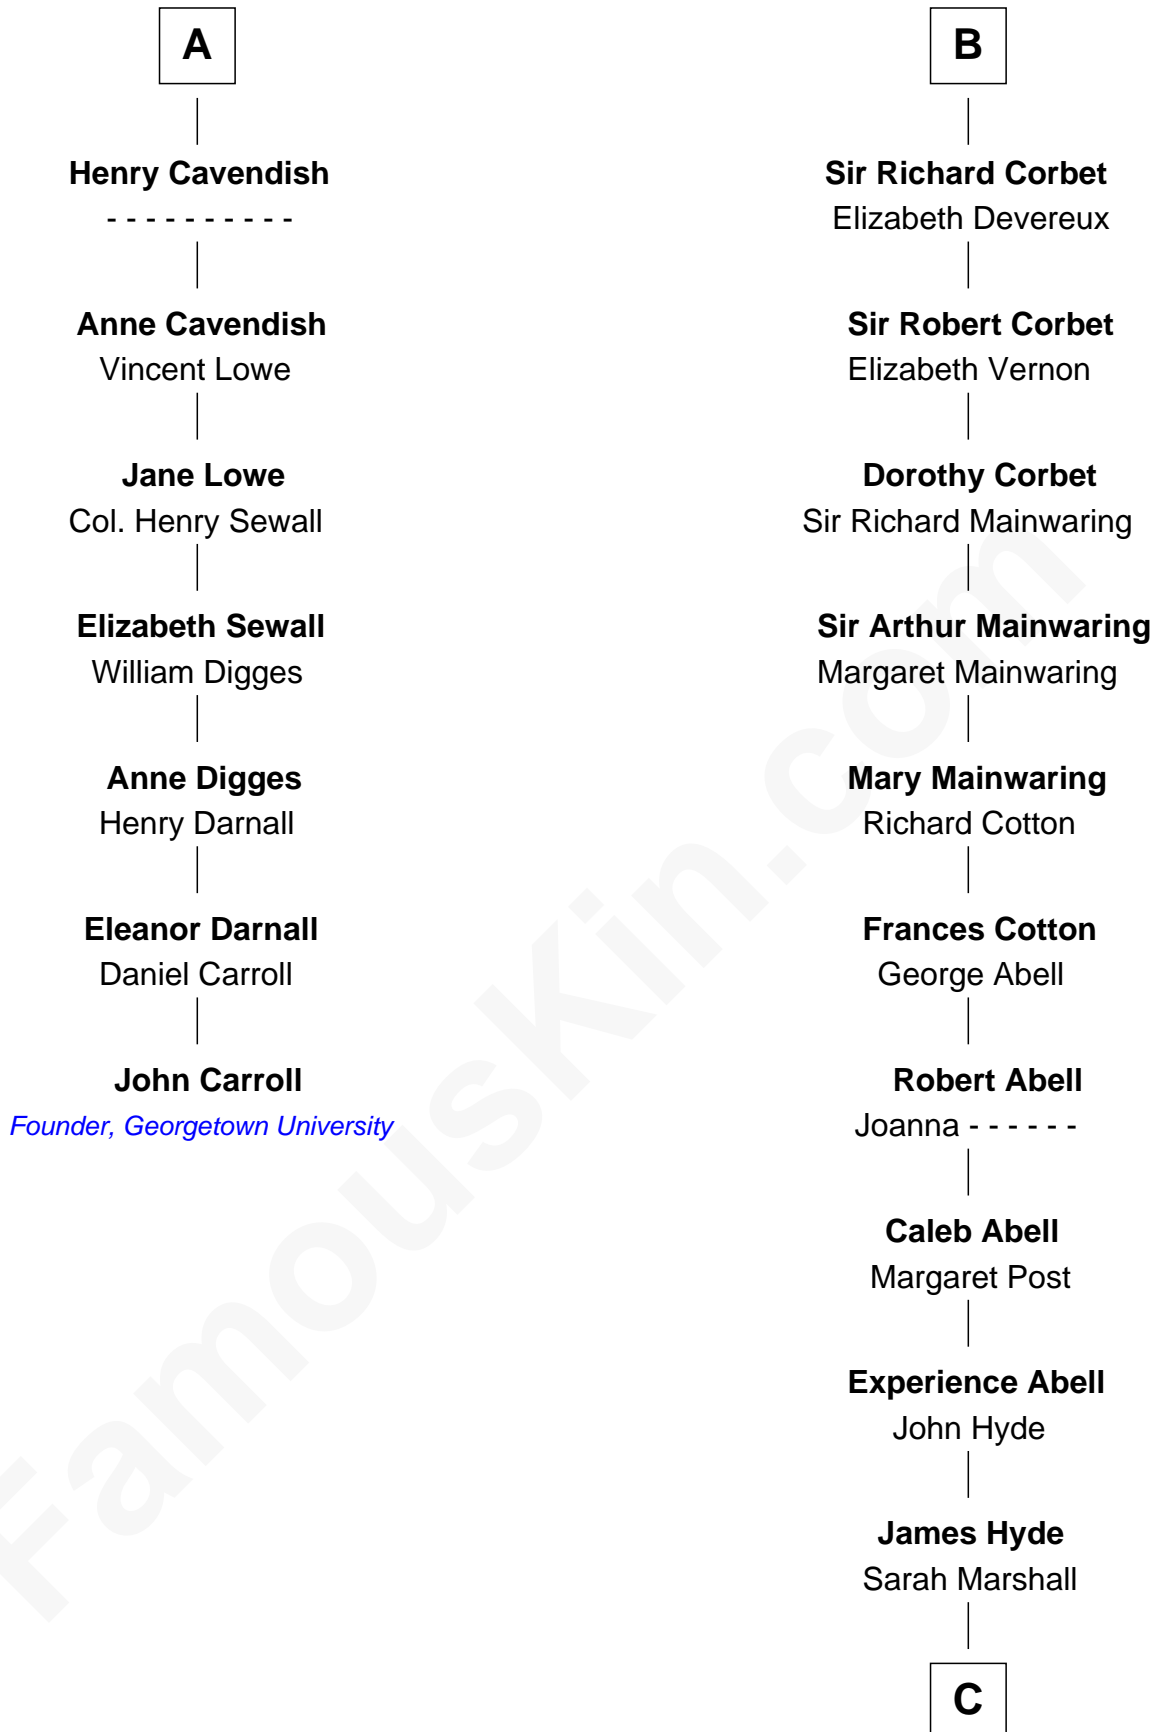 A
Henry Cavendish
- - - - - - - - - -
Anne Cavendish
Vincent Lowe
Jane Lowe
Col. Henry Sewall
Elizabeth Sewall
William Digges
Anne Digges
Henry Darnall
Eleanor Darnall
Daniel Carroll
John Carroll
Founder, Georgetown University
B
Sir Richard Corbet
Elizabeth Devereux
Sir Robert Corbet
Elizabeth Vernon
Dorothy Corbet
Sir Richard Mainwaring
Sir Arthur Mainwaring
Margaret Mainwaring
Mary Mainwaring
Richard Cotton
Frances Cotton
George Abell
Robert Abell
Joanna - - - - - -
Caleb Abell
Margaret Post
Experience Abell
John Hyde
James Hyde
Sarah Marshall
C
FamousKin.com